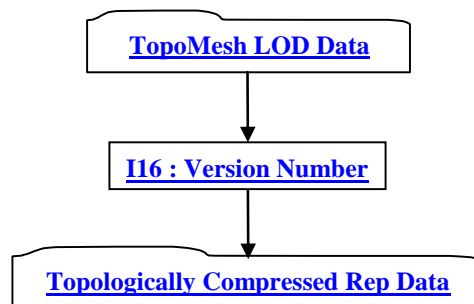 TopoMesh LOD Data
I16 : Version Number
Topologically Compressed Rep Data